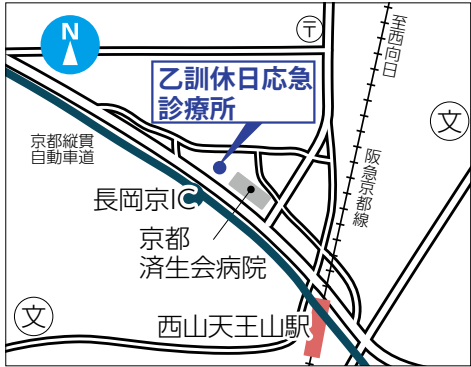 N
〒
至西向日
乙訓休日応急
診療所
文
京都縦貫
自動車道
阪急京都線
長岡京IC
京都
済生会病院
文
西山天王山駅